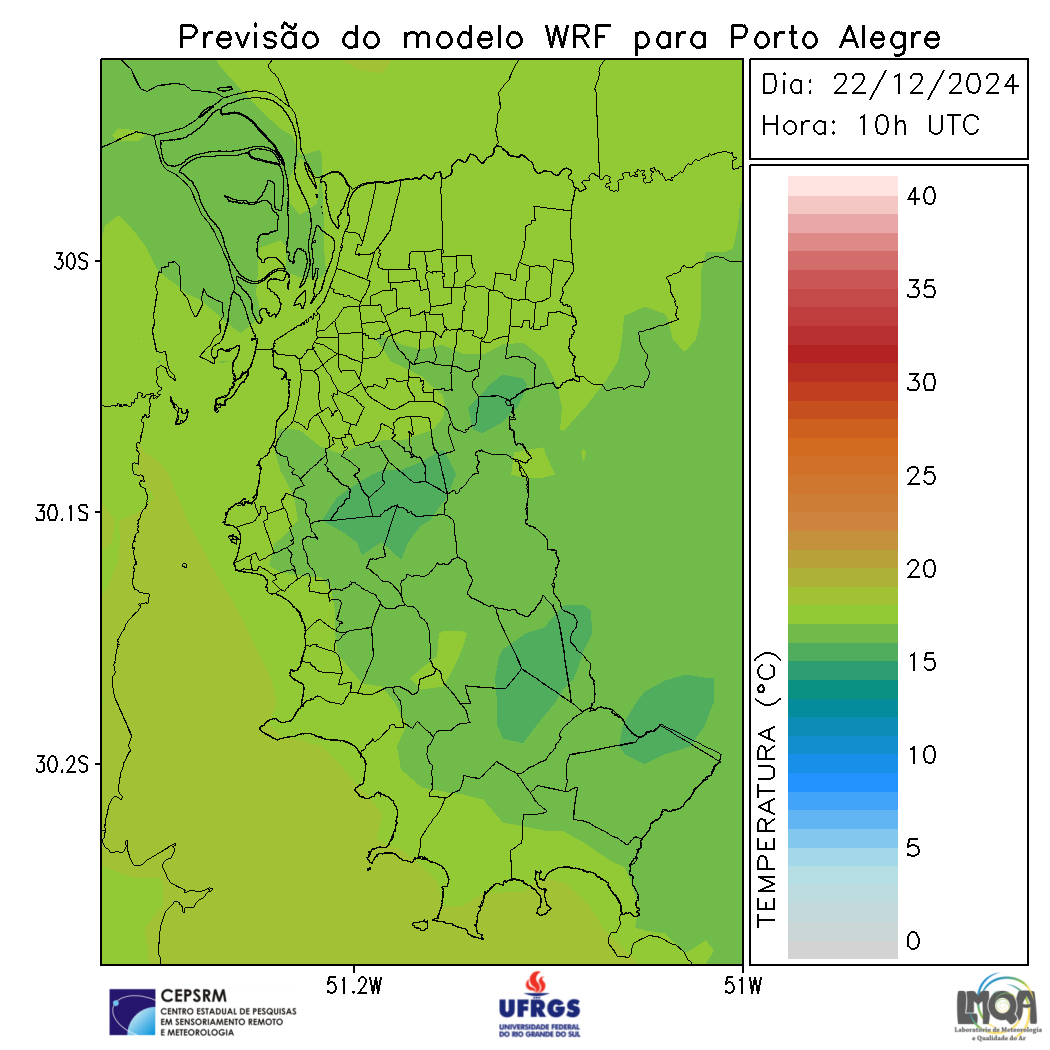 Previsão do modelo WRF para Porto Alegre
Dia: 22/12/2024
Hora: 10h UTC
40
35
30
25
20
15
10
5
0
TEMPERATURA (°C)
30S
30.1S
30.2S
51.2W
51W
CEPSRM
CENTRO ESTADUAL DE PESQUISAS
EM SENSORIAMENTO REMOTO
E METEOROLOGIA
UFRGS
UNIVERSIDADE FEDERAL
DO RIO GRANDE DO SUL
LMQA
Laboratório de Meteorologia
e Qualidade do Ar